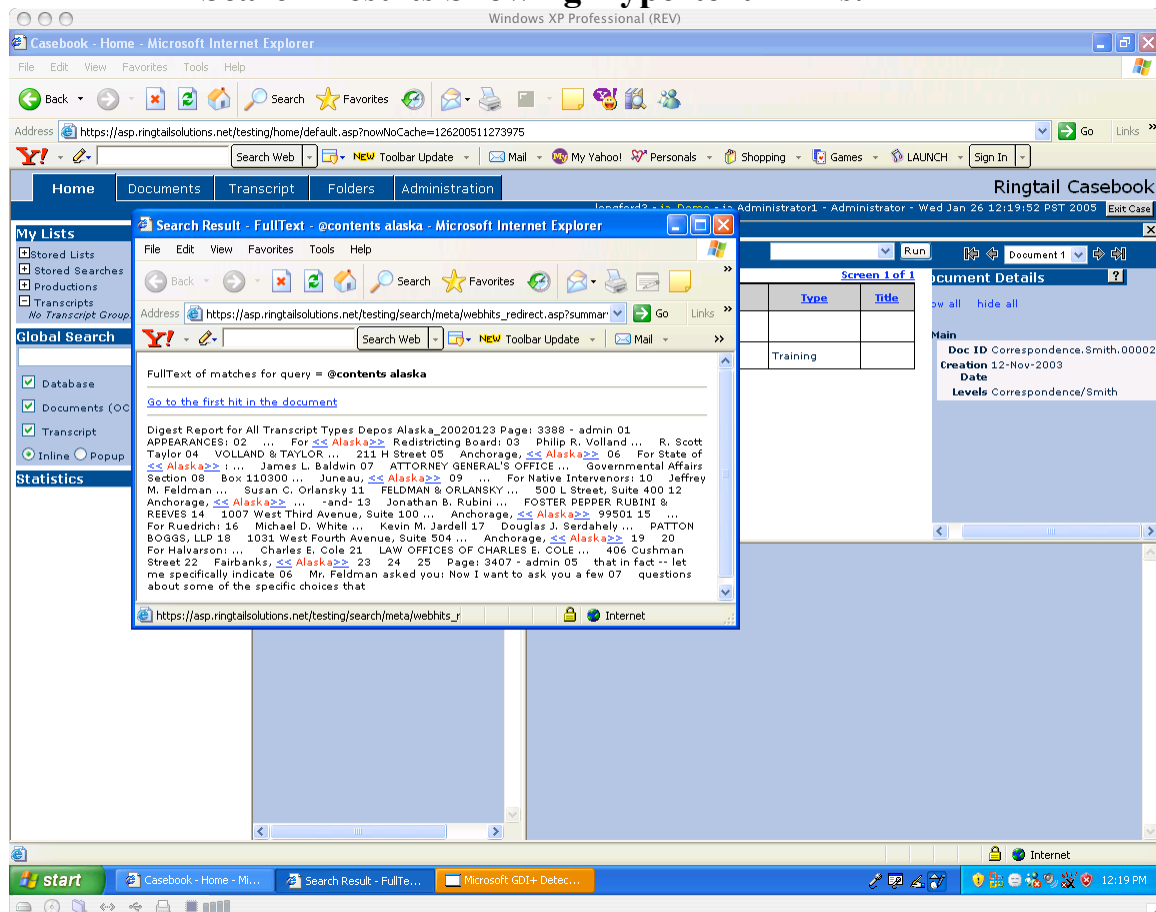 Windows XP Professional (REV)
Casebook - Home - Microsoft Internet Explorer
File Edit View Favorites Tools Help
Back Search Favorites
Address https://asp.ringtailsolutions.net/testing/home/default.asp?nowNoCache=126200511273975 Go Links »
Y! Search Web NEW Toolbar Update Mail My Yahoo! Personals Shopping Games LAUNCH Sign In
Home Documents Transcript Folders Administration Ringtail Casebook
Administrator1 - Administrator - Wed Jan 26 12:19:52 PST 2005 Exit Case
My Lists
Stored Lists
Stored Searches
Productions
Transcripts
No Transcript Group
Global Search
Database
Documents (OC
Transcript
Inline Popup
Statistics
Run Document 1
Screen 1 of 1
Type Title
Training
ocument Details ?
ow all hide all
Main
Doc ID Correspondence.Smith.00002
Creation Date 12-Nov-2003
Levels Correspondence/Smith
Search Result - FullText - @contents alaska - Microsoft Internet Explorer
File Edit View Favorites Tools Help
Back Search Favorites »
Address https://asp.ringtailsolutions.net/testing/search/meta/webhits_redirect.asp?summar Go Links »
Y! Search Web NEW Toolbar Update Mail »
FullText of matches for query = @contents alaska
Go to the first hit in the document
Digest Report for All Transcript Types Depos Alaska_20020123 Page: 3388 - admin 01
APPEARANCES: 02 ... For << Alaska>> Redistricting Board: 03 Philip R. Volland ... R. Scott
Taylor 04 VOLLAND & TAYLOR ... 211 H Street 05 Anchorage, << Alaska>> 06 For State of
<< Alaska>> : ... James L. Baldwin 07 ATTORNEY GENERAL'S OFFICE ... Governmental Affairs
Section 08 Box 110300 ... Juneau, << Alaska>> 09 ... For Native Intervenors: 10 Jeffrey
M. Feldman ... Susan C. Orlansky 11 FELDMAN & ORLANSKY ... 500 L Street, Suite 400 12
Anchorage, << Alaska>> ... -and- 13 Jonathan B. Rubini ... FOSTER PEPPER RUBINI &
REEVES 14 1007 West Third Avenue, Suite 100 ... Anchorage, << Alaska>> 99501 15 ...
For Ruedrich: 16 Michael D. White ... Kevin M. Jardell 17 Douglas J. Serdahely ... PATTON
BOGGS, LLP 18 1031 West Fourth Avenue, Suite 504 ... Anchorage, << Alaska>> 19 20
For Halvarson: ... Charles E. Cole 21 LAW OFFICES OF CHARLES E. COLE ... 406 Cushman
Street 22 Fairbanks, << Alaska>> 23 24 25 Page: 3407 - admin 05 that in fact -- let
me specifically indicate 06 Mr. Feldman asked you: Now I want to ask you a few 07 questions
about some of the specific choices that
https://asp.ringtailsolutions.net/testing/search/meta/webhits_r Internet
Internet
start Casebook - Home - Mi... Search Result - FullTe... Microsoft GDI+ Detec... 12:19 PM